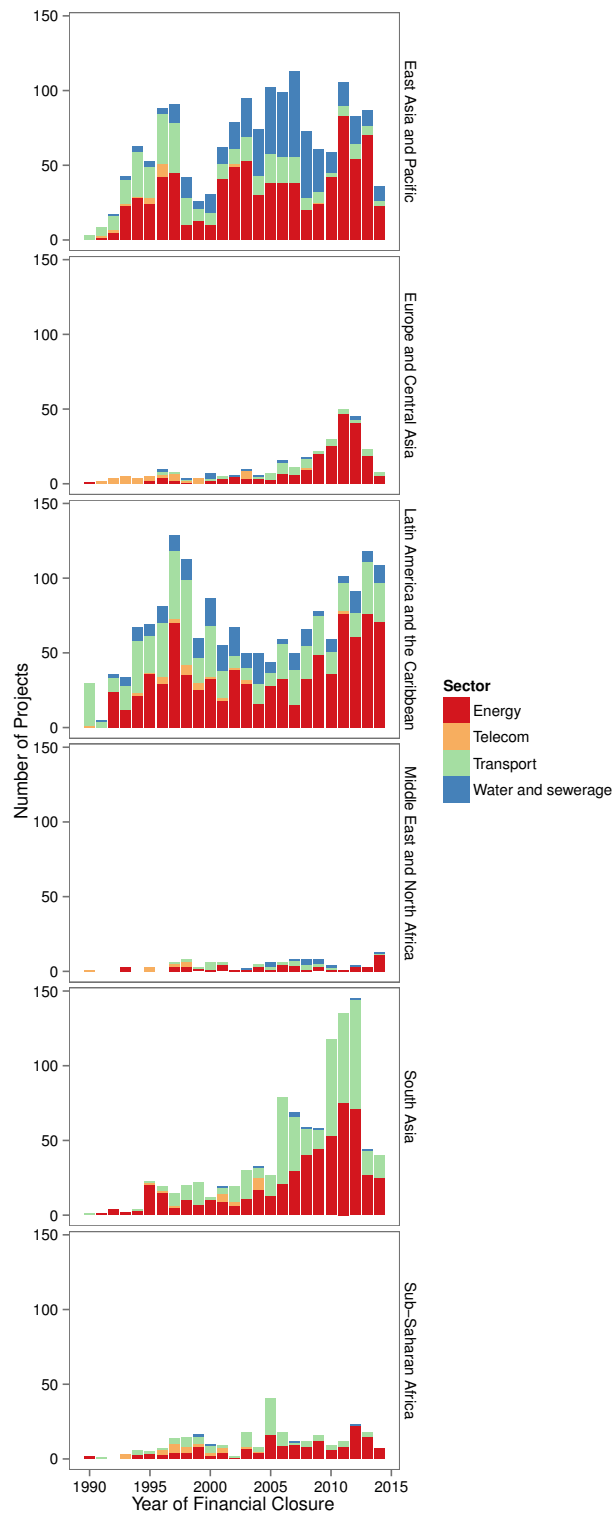 150
100
50
0
East Asia and Pacific
150
100
50
0
Europe and Central Asia
150
100
50
0
Latin America and the Caribbean
150
100
50
0
Middle East and North Africa
150
100
50
0
South Asia
150
100
50
0
Sub−Saharan Africa
Number of Projects
1990 1995 2000 2005 2010 2015
Year of Financial Closure
Sector
Energy
Telecom
Transport
Water and sewerage